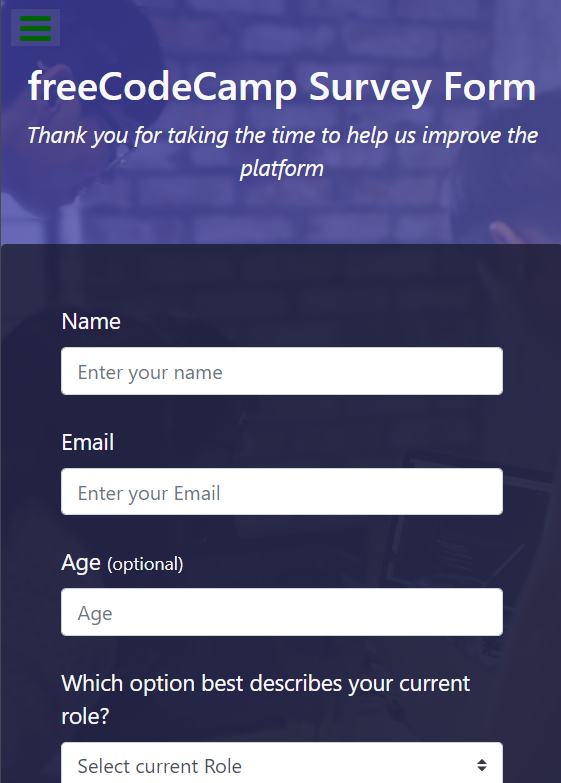 freeCodeCamp Survey Form
Thank you for taking the time to help us improve the
platform
Name
Enter your name
Email
Enter your Email
Age (optional)
Age
Which option best describes your current
role?
Select current Role